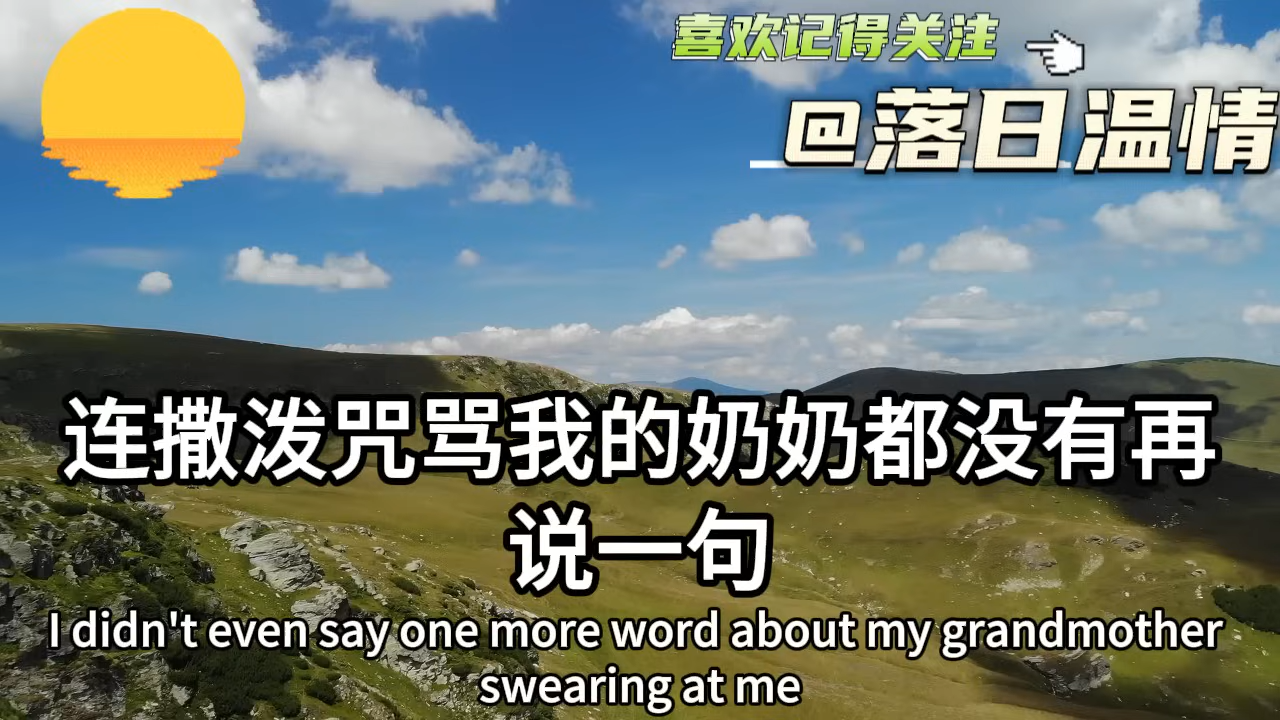 喜欢记得关注
@落日温情
连撒泼咒骂我的奶奶都没有再
说一句
I didn't even say one more word about my grandmother
swearing at me